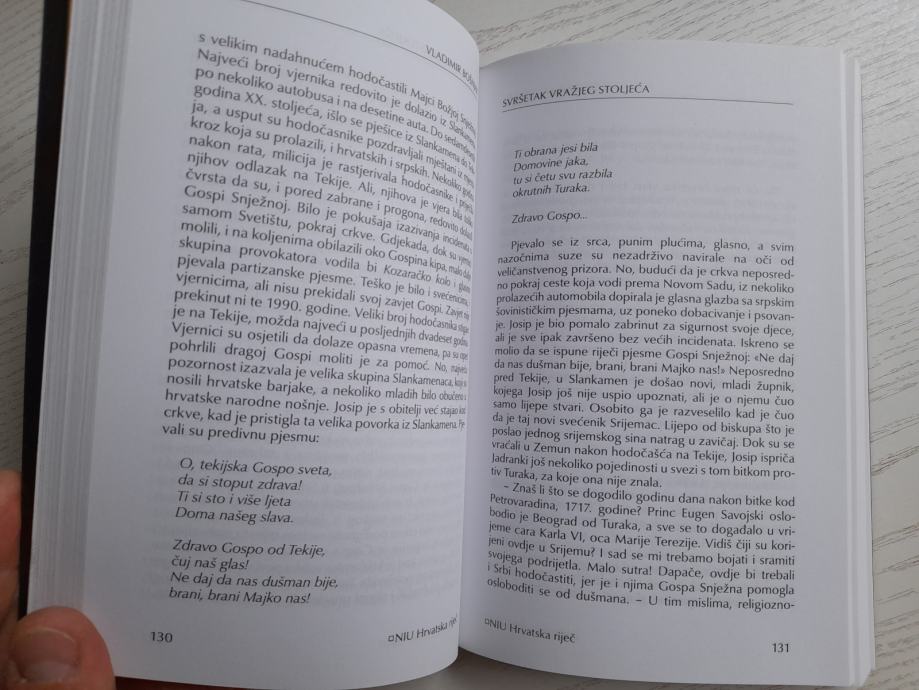 VLADIMIR
s velikim nadahnućem hodočastili Majci Božjoj
Najveći broj vjernika redovito je dolazio iz Slankamena
po nekoliko autobusa i na desetine auta. Do
godina XX. stoljeća, išlo se pješice iz Slankamena do
ja, a usput su hodočasnike pozdravljali mještani iz
kroz koja su prolazili, i hrvatskih i srpskih. Nekoliko
nakon rata, milicija je rastjerivala hodočasnike i
njihov odlazak na Tekije. Ali, njihova je vjera bila
čvrsta da su, i pored zabrane i progona, redovito
Gospi Snježnoj. Bilo je pokušaja izazivanja incidenata
samom Svetištu, pokraj crkve. Gdjekada, dok su
molili, i na koljenima obilazili oko Gospina kipa, malo
skupina provokatora vodila bi Kozaračko kolo i
pjevala partizanske pjesme. Teško je bilo i svećenicima,
vjernicima, ali nisu prekidali svoj zavjet Gospi. Zavjet
prekinut ni te 1990. godine. Veliki broj hodočasnika
je na Tekije, možda najveći u posljednjih dvadeset
Vjernici su osjetili da dolaze opasna vremena, pa su
pohrlili dragoj Gospi moliti je za pomoć. No,
pozornost izazvala je velika skupina Slankamenaca, koji
nosili hrvatske barjake, a nekoliko mladih bilo obučeno
hrvatske narodne nošnje. Josip je s obitelji već stajao
crkve, kad je pristigla ta velika povorka iz Slankamena.
vali su predivnu pjesmu:
O, tekijska Gospo sveta,
da si stoput zdrava!
Ti si sto i više ljeta
Doma našeg slava.
Zdravo Gospo od Tekije,
čuj naš glas!
Ne daj da nas dušman bije,
brani, brani Majko nas!
130
¤NIU Hrvatska riječ
SVRŠETAK VRAŽJEG STOLJEĆA
Ti obrana jesi bila
Domovine jaka,
tu si četu svu razbila
okrutnih Turaka.
Zdravo Gospo...
Pjevalo se iz srca, punim plućima, glasno, a svim
nazočnima suze su nezadrživo navirale na oči od
veličanstvenog prizora. No, budući da je crkva neposred-
no pokraj ceste koja vodi prema Novom Sadu, iz nekoliko
prolazećih automobila dopirala je glasna glazba sa srpskim
šovinističkim pjesmama, uz poneko dobacivanje i psovan-
je. Josip je bio pomalo zabrinut za sigurnost svoje djece,
ali je sve ipak završeno bez većih incidenata. Iskreno se
molio da se ispune riječi pjesme Gospi Snježnoj: «Ne daj
da nas dušman bije, brani, brani Majko nas!» Neposredno
pred Tekije, u Slankamen je došao novi, mladi župnik,
kojega Josip još nije uspio upoznati, ali je o njemu čuo
samo lijepe stvari. Osobito ga je razveselilo kad je čuo
da je taj novi svećenik Srijemac. Lijepo od biskupa što je
poslao jednog srijemskog sina natrag u zavičaj. Dok su se
vraćali u Zemun nakon hodočašća na Tekije, Josip ispriča
Jadranki još nekoliko pojedinosti u svezi s tom bitkom pro-
tiv Turaka, za koje ona nije znala.
– Znaš li što se dogodilo godinu dana nakon bitke kod
Petrovaradina, 1717. godine? Princ Eugen Savojski oslo-
bodio je Beograd od Turaka, a sve se to događalo u vri-
jeme cara Karla VI, oca Marije Terezije. Vidiš čiji su kori-
jeni ovdje u Srijemu? I sad se mi trebamo bojati i sramiti
svojega podrijetla. Malo sutra! Dapače, ovdje bi trebali
i Srbi hodočastiti, jer je i njima Gospa Snježna pomogla
osloboditi se od dušmana. – U tim mislima, religiozno-
¤NIU Hrvatska riječ
131